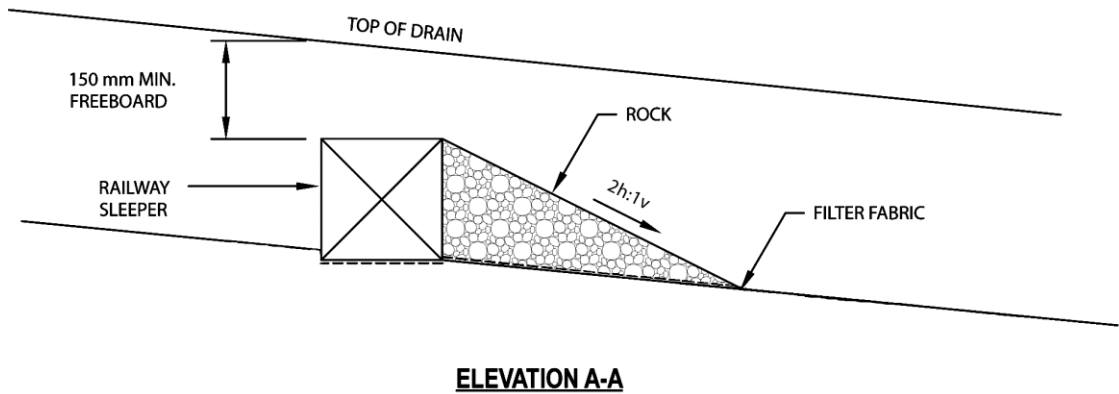 TOP OF DRAIN
150 mm MIN.
FREEBOARD
ROCK
RAILWAY
SLEEPER
2h:1v
FILTER FABRIC
ELEVATION A-A